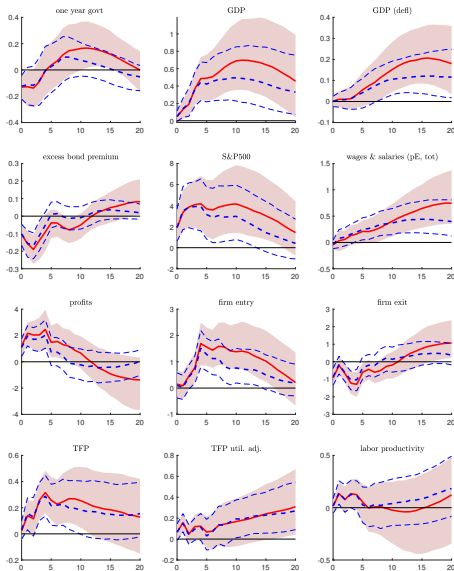 one year govt
GDP
GDP (defl)
0.4
0.2
0
-0.2
-0.4
0 5 10 15 20
1
0.8
0.6
0.4
0.2
0
0 5 10 15 20
0.4
0.3
0.2
0.1
0
-0.1
0 5 10 15 20
excess bond premium
S&P500
wages & salaries (pE, tot)
0.3
0.2
0.1
0
-0.1
-0.2
-0.3
0 5 10 15 20
8
6
4
2
0
-2
0 5 10 15 20
1.5
1
0.5
0
-0.5
0 5 10 15 20
profits
firm entry
firm exit
4
2
0
-2
-4
0 5 10 15 20
3
2
1
0
-1
0 5 10 15 20
3
2
1
0
-1
-2
-3
0 5 10 15 20
TFP
TFP util. adj.
labor productivity
0.6
0.4
0.2
0
-0.2
0 5 10 15 20
0.8
0.6
0.4
0.2
0
-0.2
0 5 10 15 20
0.5
0
-0.5
0 5 10 15 20